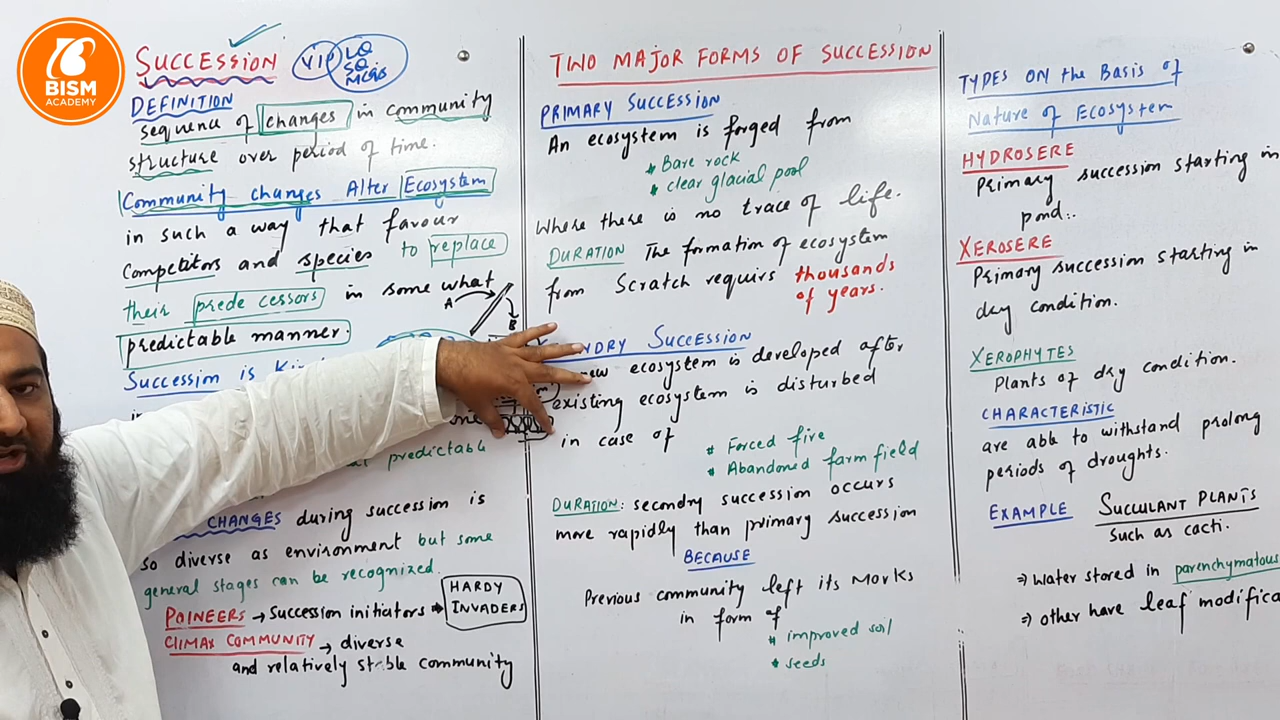 BISM
ACADEMY
SUCCESSION
VIP
LQ
SQ
MCQS
DEFINITION
sequence of changes in community
structure over period of time.
Community changes Alter Ecosystem
in such a way that favour
competitors and species to replace
their prede cessors in some what
predictable manner.
Succession is
A
B
predictable
CHANGES during succession is
so diverse as environment but some
general stages can be recognized.
POINEERS → Succession initiators → HARDY INVADERS
CLIMAX COMMUNITY → diverse
and relatively stable community
TWO MAJOR FORMS OF SUCCESSION
PRIMARY SUCCESSION
An ecosystem is forged from
* Bare rock
* clear glacial pool
Where there is no trace of life.
DURATION The formation of ecosystem
from Scratch requirs thousands
of years.
NDRY SUCCESSION
new ecosystem is developed after
existing ecosystem is disturbed
in case of
* Forced fire
* Abandoned farm field
DURATION: secondry succession occurs
more rapidly than primary succession
BECAUSE
Previous community left its Marks
in form of
* improved soil
* seeds
TYPES ON the Basis of
Nature of Ecosystem
HYDROSERE
Primary succession starting in
pond.
XEROSERE
Primary succession starting in
dry condition.
XEROPHYTES
Plants of dry condition.
CHARACTERISTIC
are able to withstand prolong
periods of droughts.
EXAMPLE SUCCULANT PLANTS
such as cacti.
⇒ Water stored in parenchymatous
⇒ other have leaf modifica